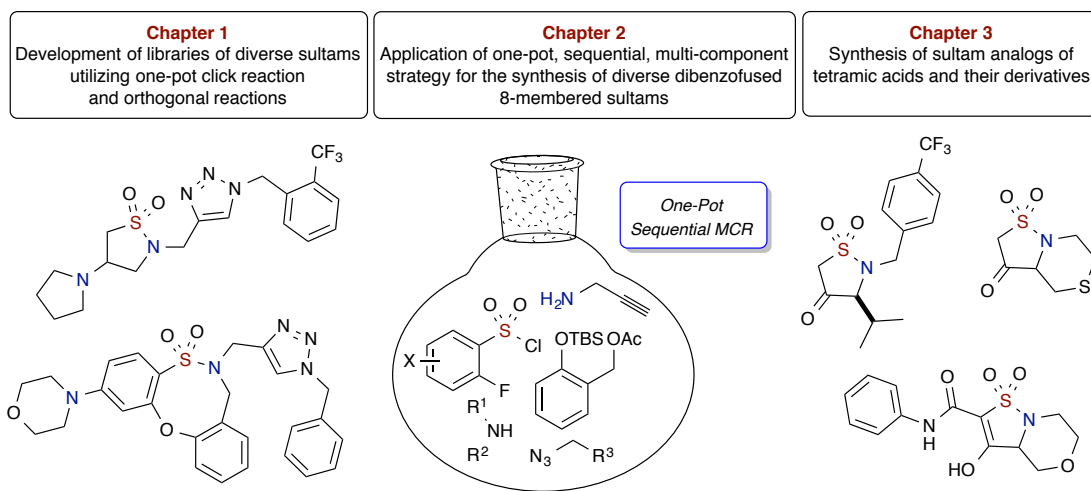 Chapter 1
Development of libraries of diverse sultams
utilizing one-pot click reaction
and orthogonal reactions
Chapter 2
Application of one-pot, sequential, multi-component
strategy for the synthesis of diverse dibenzofused
8-membered sultams
Chapter 3
Synthesis of sultam analogs of
tetramic acids and their derivatives
O
O
S
N
N
N
N
CF3
N
O
O
S
N
N
N
N
N
O
O
One-Pot
Sequential MCR
H2N
O
O
S
Cl
X
F
OTBSOAc
R1
NH
R2
N3
R3
CF3
O
O
S
N
O
O
O
S
N
O
S
O
O
O
S
N
N
H
HO
O